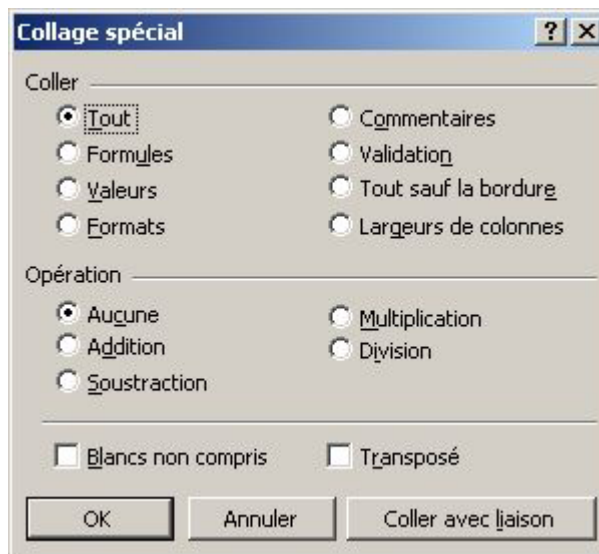 Collage spécial
Coller
Tout
Commentaires
Formules
Validation
Valeurs
Tout sauf la bordure
Formats
Largeurs de colonnes
Opération
Aucune
Multiplication
Addition
Division
Soustraction
Blancs non compris
Transposé
OK
Annuler
Coller avec liaison